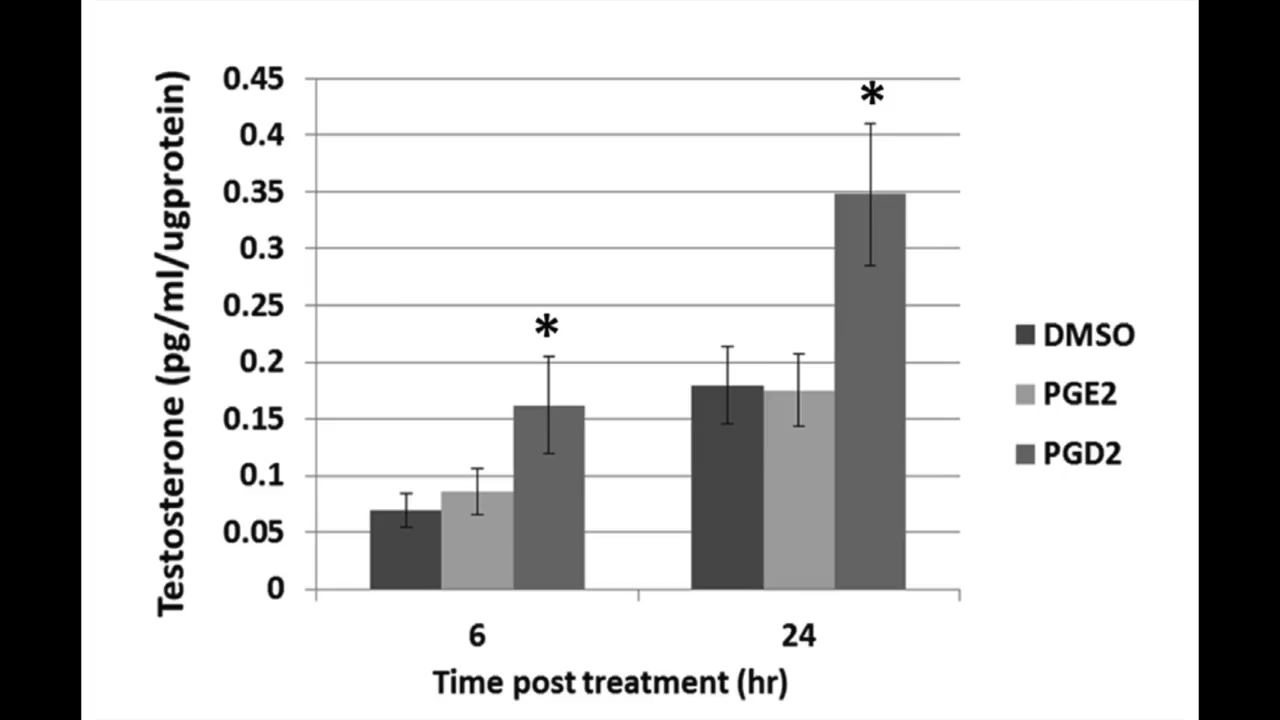 Testosterone (pg/ml/ugprotein)
0.45
0.4
0.35
0.3
0.25
0.2
0.15
0.1
0.05
0
*
*
6
24
Time post treatment (hr)
DMSO
PGE2
PGD2